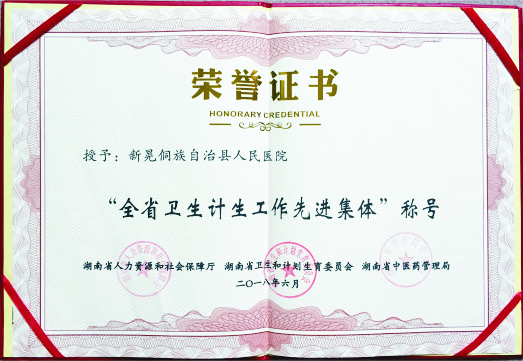 荣誉证书
HONORARY CREDENTIAL
授予：新晃侗族自治县人民医院
“全省卫生计生工作先进集体”称号
湖南省人力资源和社会保障厅 湖南省卫生和计划生育委员会 湖南省中医药管理局
二〇一八年六月